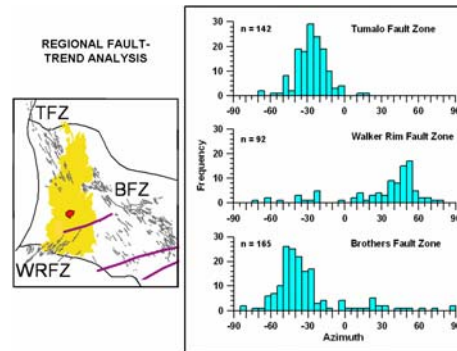 REGIONAL FAULT-
TREND ANALYSIS
TFZ
BFZ
WRFZ
n = 142
Tumalo Fault Zone
30
20
10
0
-90 -60 -30 0 30 60 90
n = 92
Walker Rim Fault Zone
Frequency
20
10
0
-90 -60 -30 0 30 60 90
n = 165
Brothers Fault Zone
30
20
10
0
-90 -60 -30 0 30 60 90
Azimuth